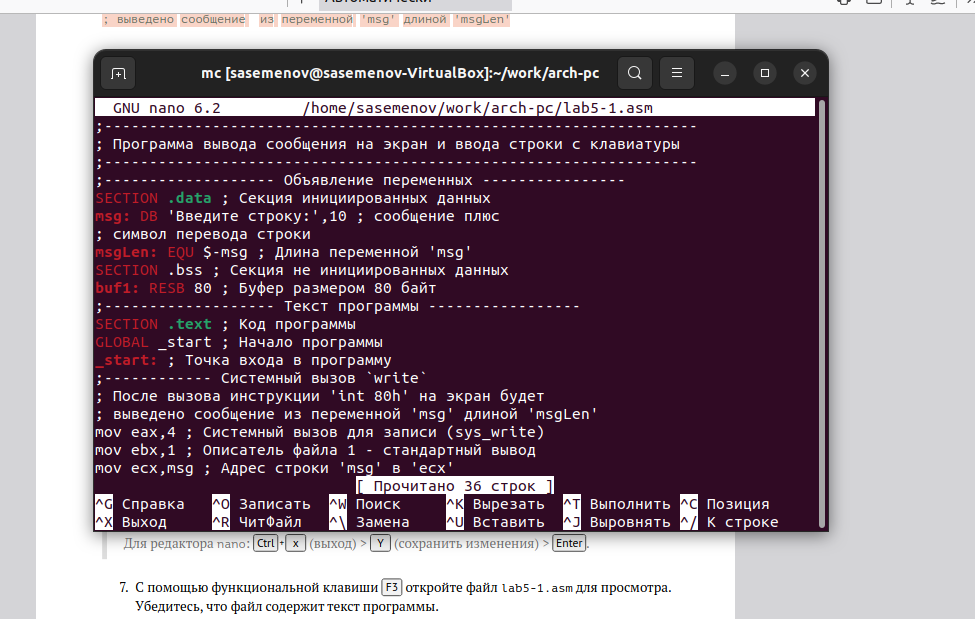 Автоматически
; выведено сообщение из переменной 'msg' длиной 'msgLen'
mc [sasemenov@sasemenov-VirtualBox]:~/work/arch-pc
GNU nano 6.2 /home/sasemenov/work/arch-pc/lab5-1.asm
;------------------------------------------------------------------
; Программа вывода сообщения на экран и ввода строки с клавиатуры
;------------------------------------------------------------------
;------------------- Объявление переменных ----------------
SECTION .data ; Секция инициированных данных
msg: DB 'Введите строку:',10 ; сообщение плюс
; символ перевода строки
msgLen: EQU $-msg ; Длина переменной 'msg'
SECTION .bss ; Секция не инициированных данных
buf1: RESB 80 ; Буфер размером 80 байт
;------------------- Текст программы -----------------
SECTION .text ; Код программы
GLOBAL _start ; Начало программы
_start: ; Точка входа в программу
;------------ Системный вызов `write`
; После вызова инструкции 'int 80h' на экран будет
; выведено сообщение из переменной 'msg' длиной 'msgLen'
mov eax,4 ; Системный вызов для записи (sys_write)
mov ebx,1 ; Описатель файла 1 - стандартный вывод
mov ecx,msg ; Адрес строки 'msg' в 'ecx'
[ Прочитано 36 строк ]
^G Справка ^O Записать ^W Поиск ^K Вырезать ^T Выполнить ^C Позиция
^X Выход ^R ЧитФайл ^\ Замена ^U Вставить ^J Выровнять ^/ К строке
Для редактора nano: Ctrl + x (выход) > Y (сохранить изменения) > Enter.
7. С помощью функциональной клавиши F3 откройте файл lab5-1.asm для просмотра.
Убедитесь, что файл содержит текст программы.